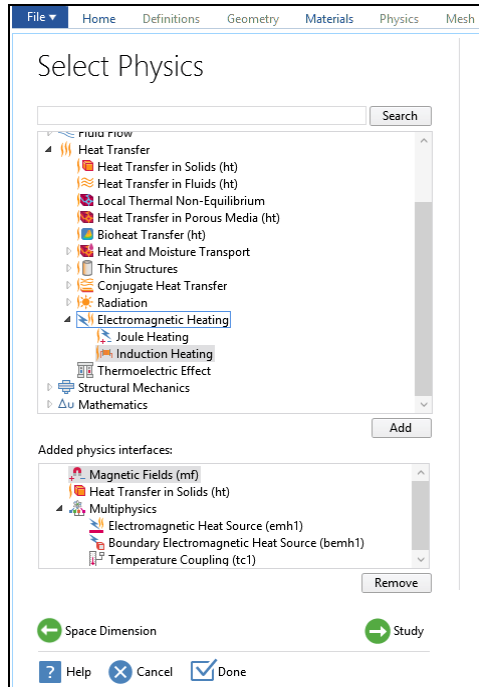 File Home Definitions Geometry Materials Physics Mesh
Select Physics
Search
Fluid Flow
Heat Transfer
Heat Transfer in Solids (ht)
Heat Transfer in Fluids (ht)
Local Thermal Non-Equilibrium
Heat Transfer in Porous Media (ht)
Bioheat Transfer (ht)
Heat and Moisture Transport
Thin Structures
Conjugate Heat Transfer
Radiation
Electromagnetic Heating
Joule Heating
Induction Heating
Thermoelectric Effect
Structural Mechanics
Δu Mathematics
Add
Added physics interfaces:
Magnetic Fields (mf)
Heat Transfer in Solids (ht)
Multiphysics
Electromagnetic Heat Source (emh1)
Boundary Electromagnetic Heat Source (bemh1)
Temperature Coupling (tc1)
Remove
Space Dimension Study
? Help Cancel Done